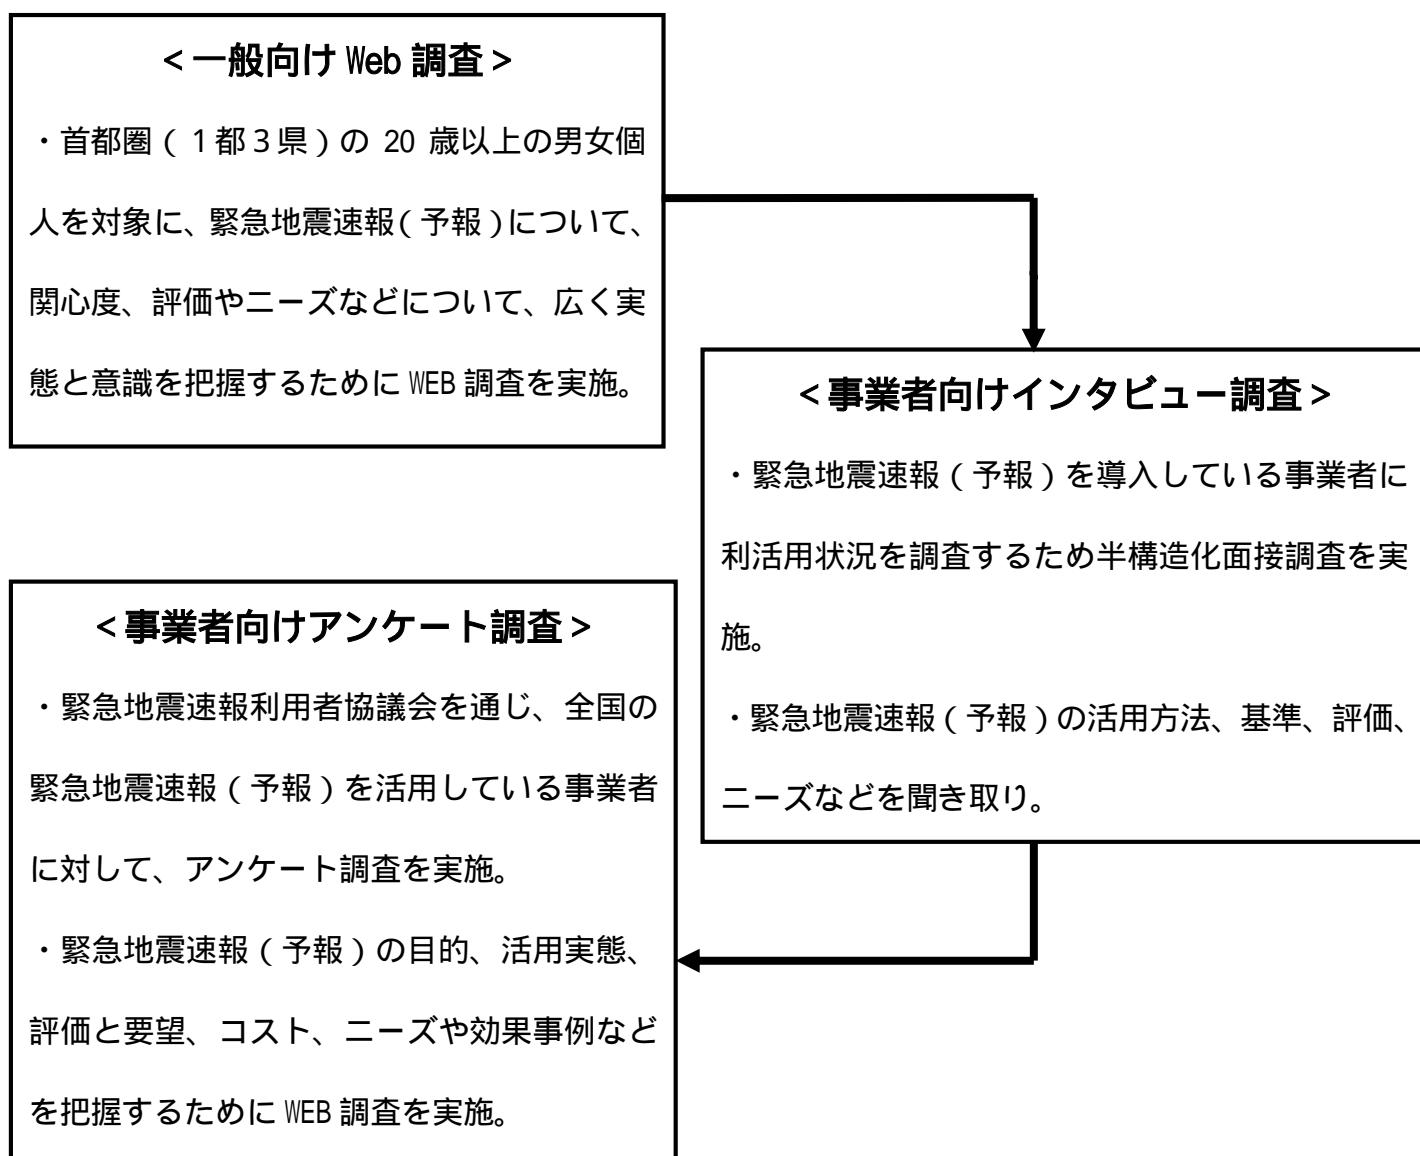 ＜一般向け Web 調査＞
・首都圏（１都３県）の 20 歳以上の男女個
人を対象に、緊急地震速報（予報）について、
関心度、評価やニーズなどについて、広く実
態と意識を把握するために WEB 調査を実施。
＜事業者向けインタビュー調査＞
・緊急地震速報（予報）を導入している事業者に
利活用状況を調査するため半構造化面接調査を実
施。
・緊急地震速報（予報）の活用方法、基準、評価、
ニーズなどを聞き取り。
＜事業者向けアンケート調査＞
・緊急地震速報利用者協議会を通じ、全国の
緊急地震速報（予報）を活用している事業者
に対して、アンケート調査を実施。
・緊急地震速報（予報）の目的、活用実態、
評価と要望、コスト、ニーズや効果事例など
を把握するために WEB 調査を実施。